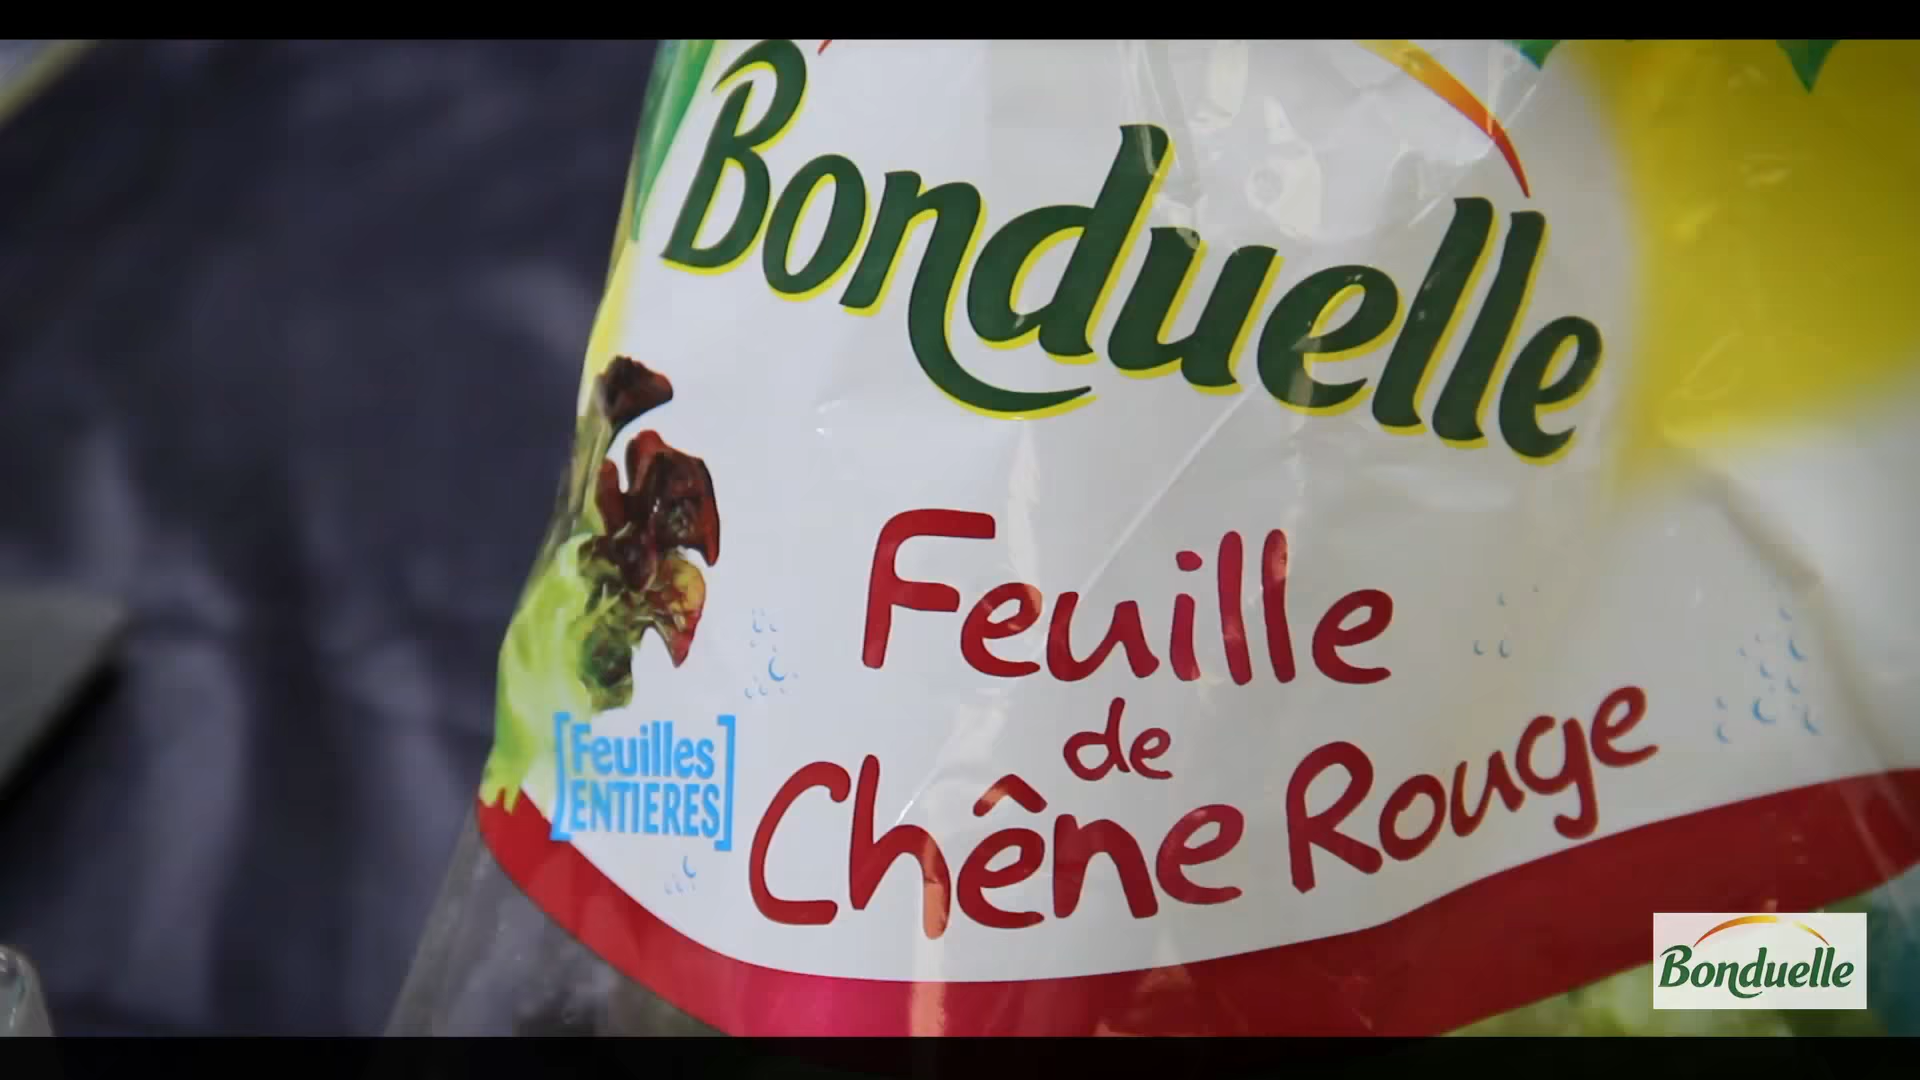 Bonduelle
Feuille
de
Chêne Rouge
[Feuilles
ENTIERES]
Bonduelle